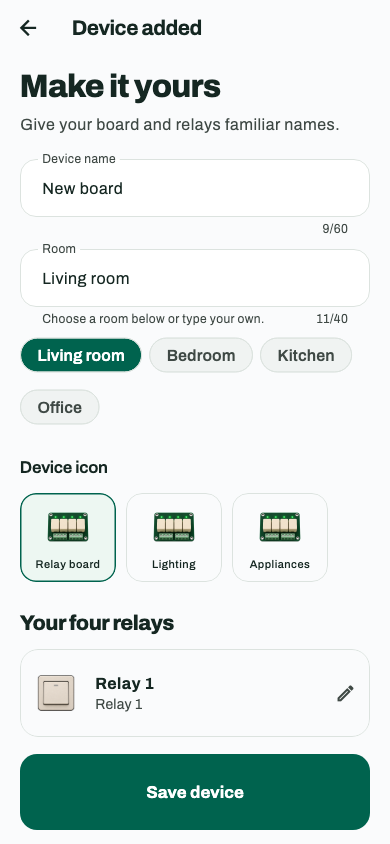 Device added
Make it yours
Give your board and relays familiar names.
Device name
New board
9/60
Room
Living room
Choose a room below or type your own. 11/40
Living room Bedroom Kitchen
Office
Device icon
Relay board Lighting Appliances
Your four relays
Relay 1
Relay 1
Save device